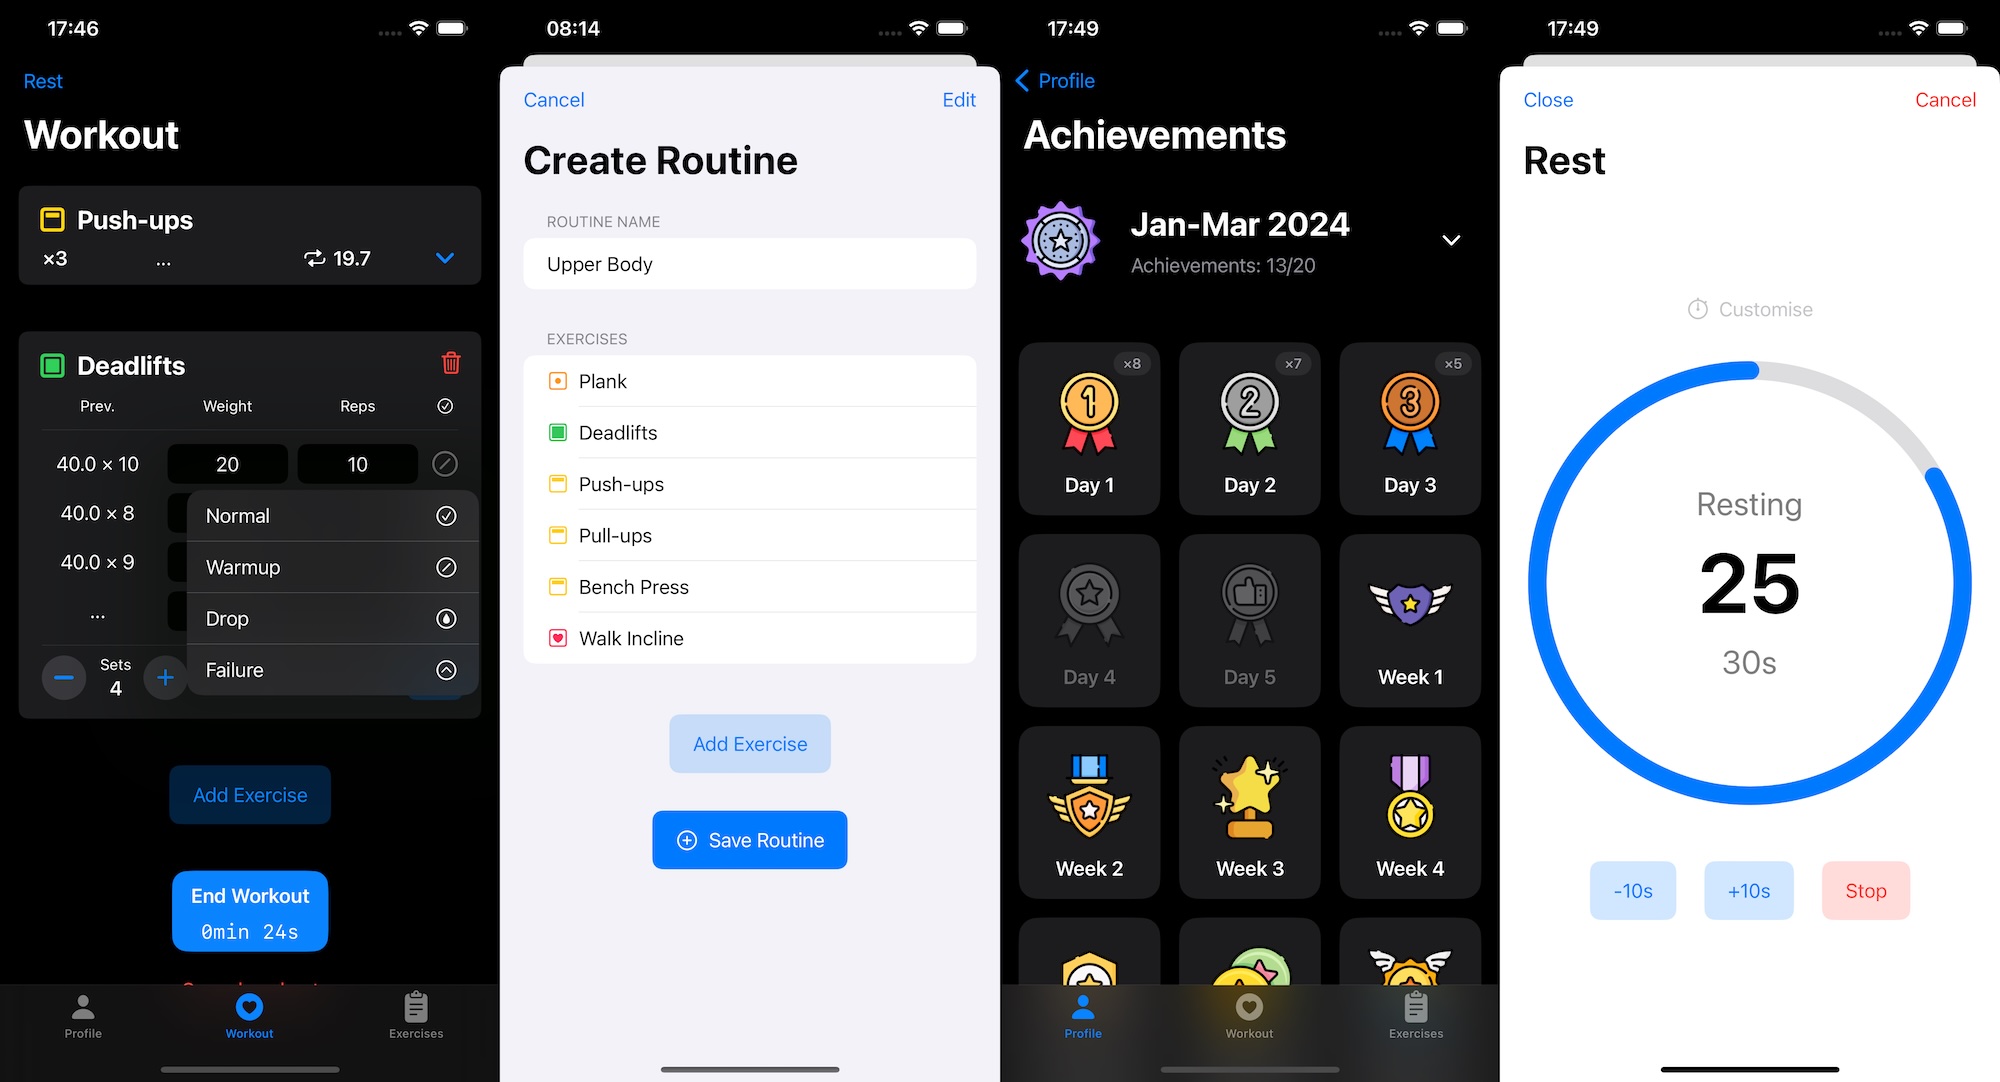 17:46
Rest
Workout
Push-ups
×3 ... 19.7
Deadlifts
Prev. Weight Reps
40.0 × 10 20 10
40.0 × 8
40.0 × 9
...
Normal
Warmup
Drop
Failure
Sets
4
Add Exercise
End Workout
0min 24s
Profile Workout Exercises
08:14
Cancel Edit
Create Routine
ROUTINE NAME
Upper Body
EXERCISES
Plank
Deadlifts
Push-ups
Pull-ups
Bench Press
Walk Incline
Add Exercise
Save Routine
17:49
Profile
Achievements
Jan-Mar 2024
Achievements: 13/20
×8 ×7 ×5
1 2 3
Day 1 Day 2 Day 3
Day 4 Day 5 Week 1
Week 2 Week 3 Week 4
Profile Workout Exercises
17:49
Close Cancel
Rest
Customise
Resting
25
30s
-10s +10s Stop